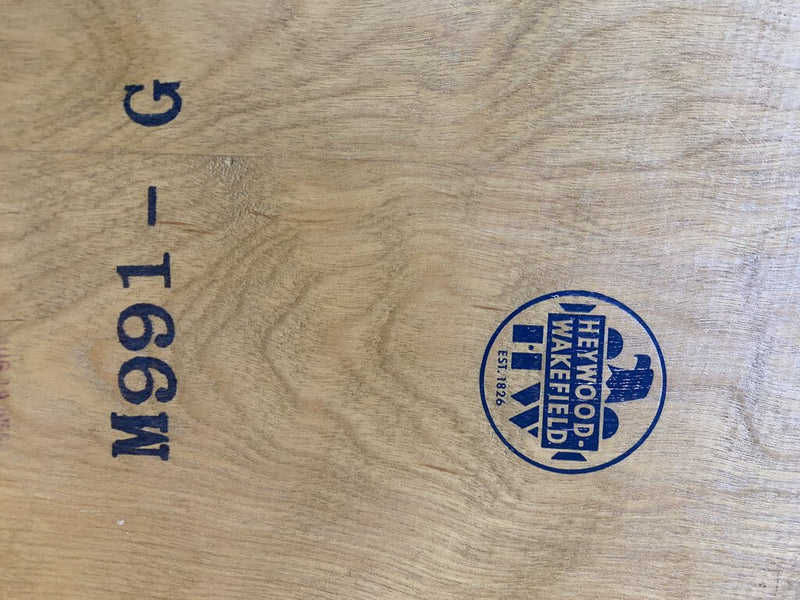 M991-G
HEYWOOD-
WAKEFIELD
H·W
EST. 1826